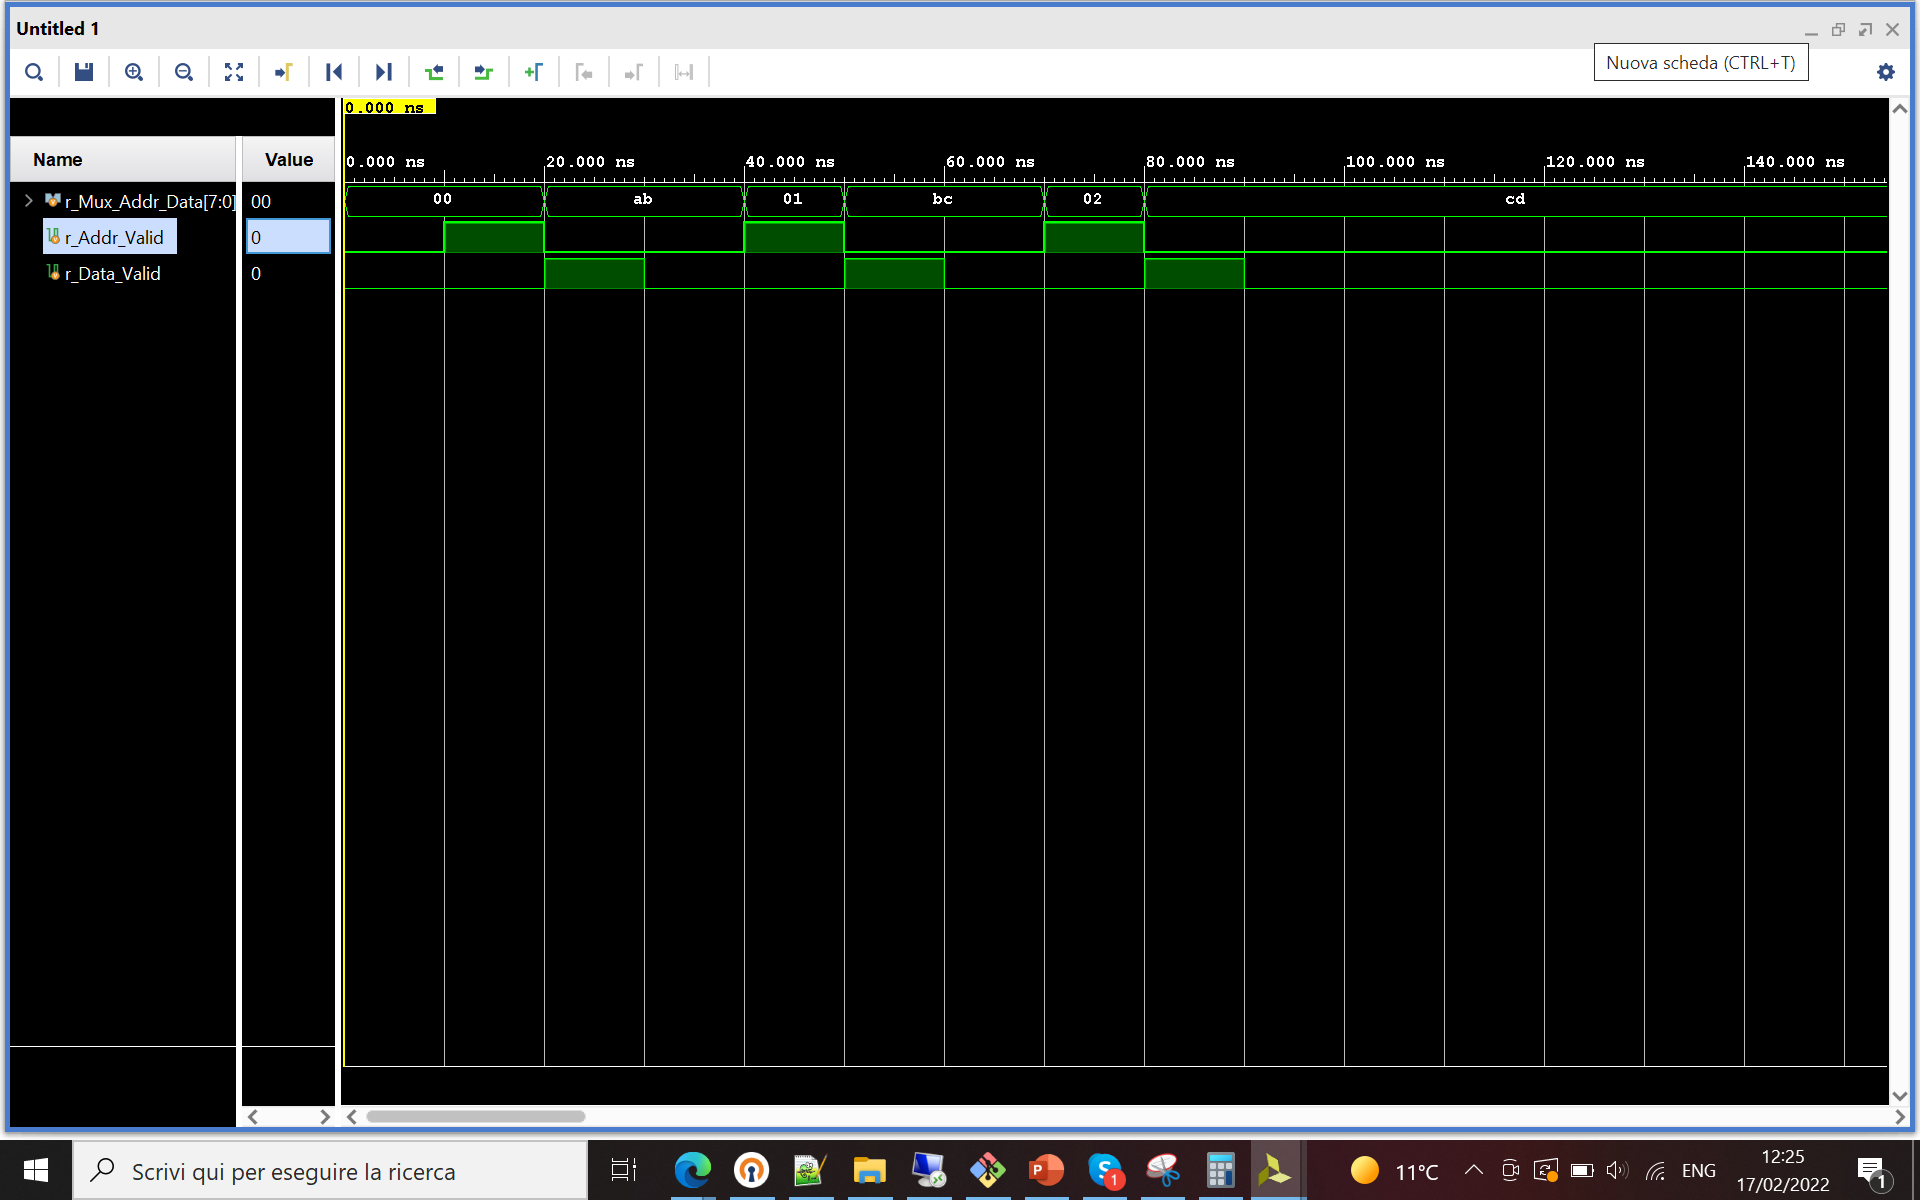 Untitled 1
Nuova scheda (CTRL+T)
0.000 ns
Name
Value
0.000 ns 20.000 ns 40.000 ns 60.000 ns 80.000 ns 100.000 ns 120.000 ns 140.000 ns
r_Mux_Addr_Data[7:0] 00 00 ab 01 bc 02 cd
r_Addr_Valid 0
r_Data_Valid 0
Scrivi qui per eseguire la ricerca
S 1
P
11°C
ENG
12:25
17/02/2022
1